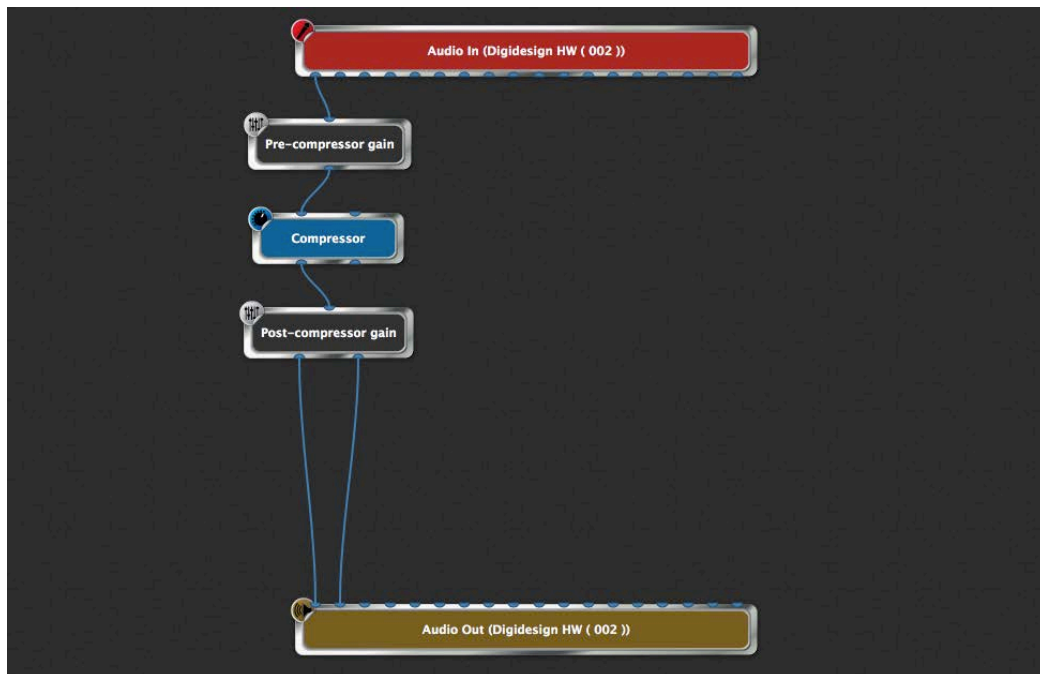 Audio In (Digidesign HW ( 002 ))
Pre-compressor gain
Compressor
Post-compressor gain
Audio Out (Digidesign HW ( 002 ))